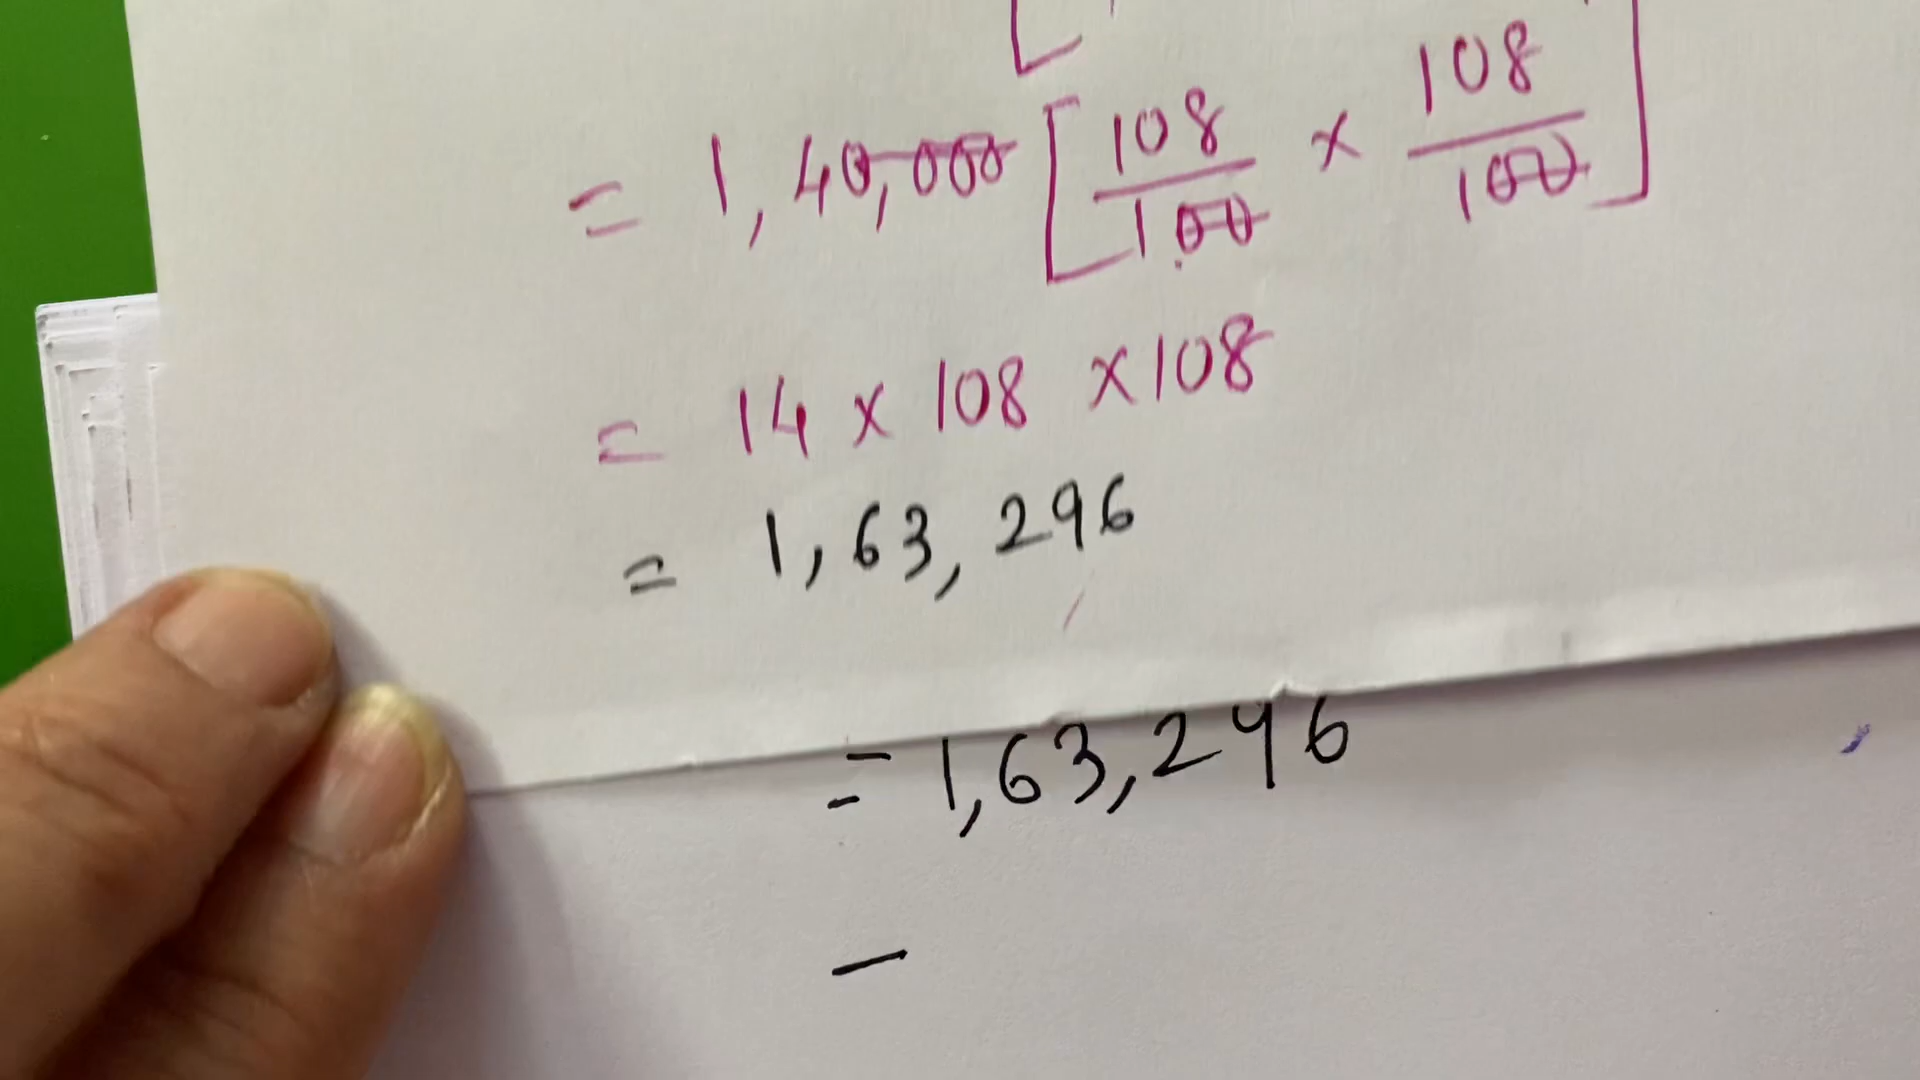 = 1,40,000 [ 108/100 × 108/100 ]
= 14 × 108 × 108
= 1,63,296
= 1,63,296